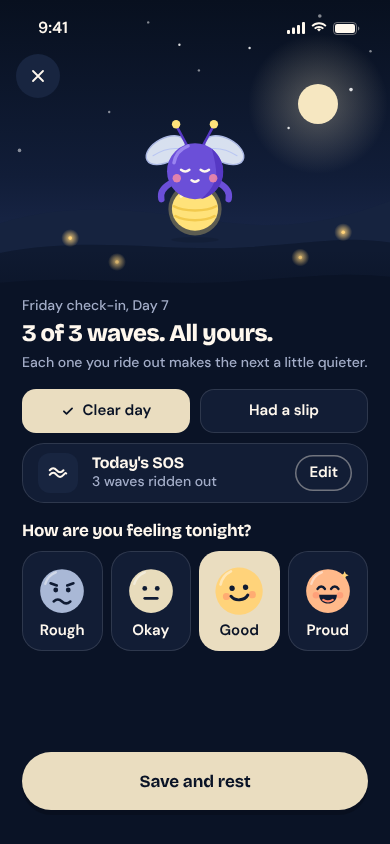 9:41
Friday check-in, Day 7
3 of 3 waves. All yours.
Each one you ride out makes the next a little quieter.
Clear day
Had a slip
Today's SOS
3 waves ridden out
Edit
How are you feeling tonight?
Rough
Okay
Good
Proud
Save and rest